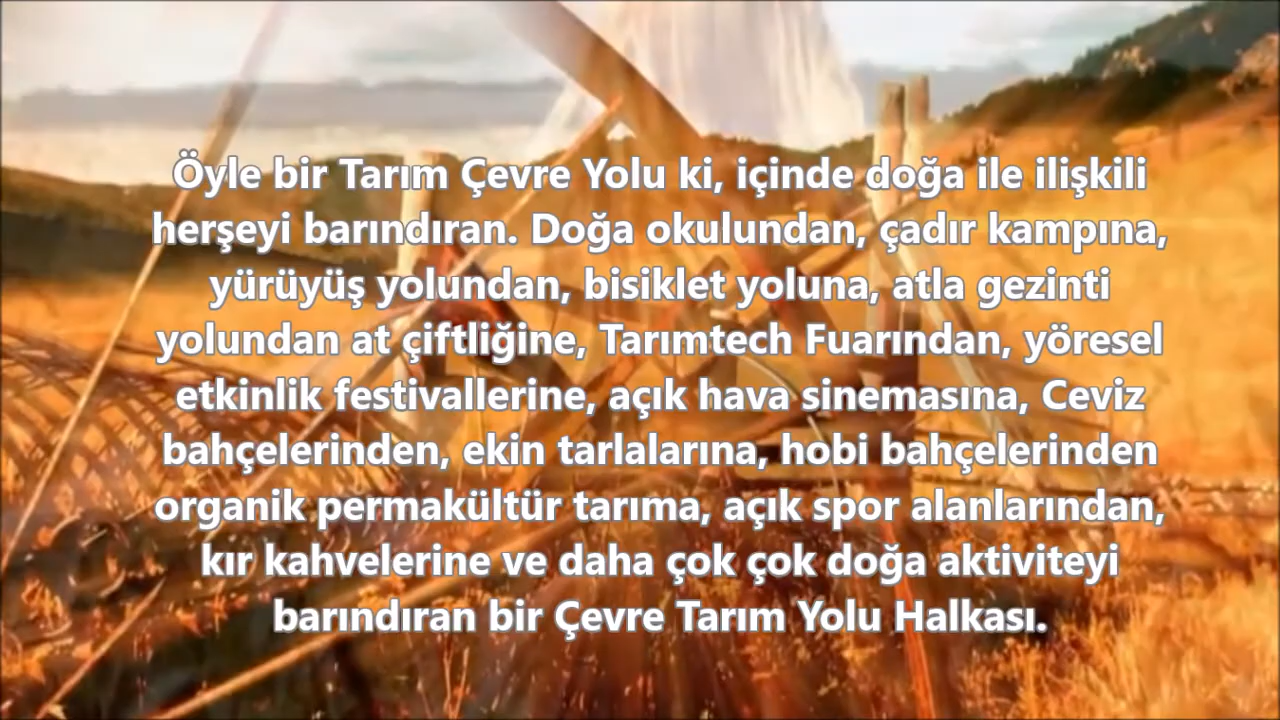 Öyle bir Tarım Çevre Yolu ki, içinde doğa ile ilişkili
herşeyi barındıran. Doğa okulundan, çadır kampına,
yürüyüş yolundan, bisiklet yoluna, atla gezinti
yolundan at çiftliğine, Tarımtech Fuarından, yöresel
etkinlik festivallerine, açık hava sinemasına, Ceviz
bahçelerinden, ekin tarlalarına, hobi bahçelerinden
organik permakültür tarıma, açık spor alanlarından,
kır kahvelerine ve daha çok çok doğa aktiviteyi
barındıran bir Çevre Tarım Yolu Halkası.